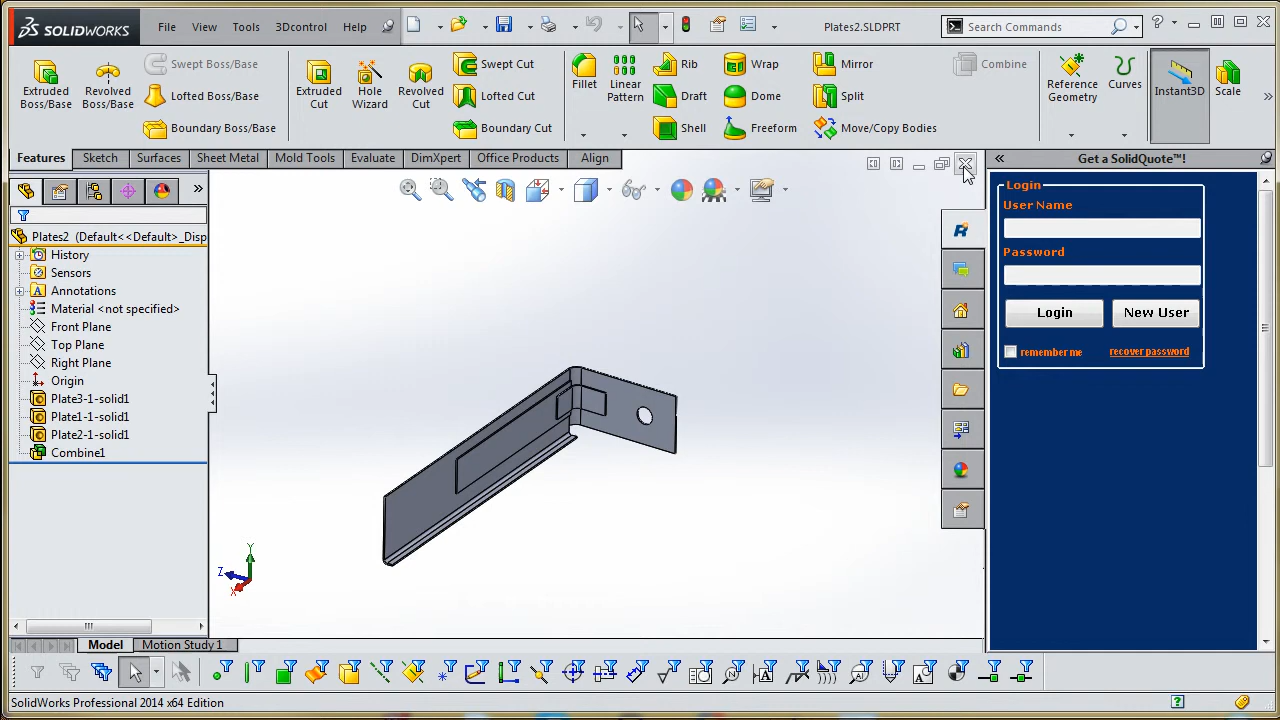 SOLIDWORKS File View Tools 3Dcontrol Help Plates2.SLDPRT Search Commands ?
Extruded Boss/Base
Revolved Boss/Base
Swept Boss/Base
Lofted Boss/Base
Boundary Boss/Base
Extruded Cut
Hole Wizard
Revolved Cut
Swept Cut
Lofted Cut
Boundary Cut
Fillet
Linear Pattern
Rib
Draft
Shell
Wrap
Dome
Freeform
Mirror
Split
Move/Copy Bodies
Combine
Reference Geometry
Curves
Instant3D
Scale
Features Sketch Surfaces Sheet Metal Mold Tools Evaluate DimXpert Office Products Align
Plates2 (Default<<Default>_Disp
History
Sensors
Annotations
Material <not specified>
Front Plane
Top Plane
Right Plane
Origin
Plate3-1-solid1
Plate1-1-solid1
Plate2-1-solid1
Combine1
Y
Z
X
Get a SolidQuote™!
Login
User Name
Password
Login New User
remember me recover password
Model Motion Study 1
SolidWorks Professional 2014 x64 Edition